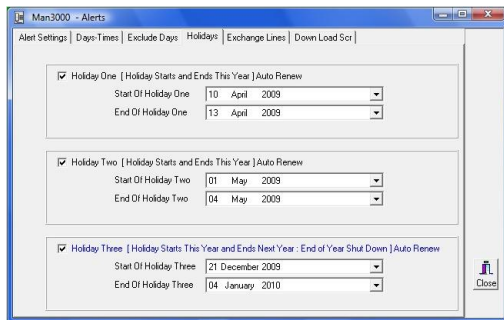 Man3000 - Alerts
Alert Settings Days-Times Exclude Days Holidays Exchange Lines Down Load Scr
Holiday One [ Holiday Starts and Ends This Year ] Auto Renew
Start Of Holiday One 10 April 2009
End Of Holiday One 13 April 2009
Holiday Two [ Holiday Starts and Ends This Year ] Auto Renew
Start Of Holiday Two 01 May 2009
End Of Holiday Two 04 May 2009
Holiday Three [ Holiday Starts This Year and Ends Next Year : End of Year Shut Down ] Auto Renew
Start Of Holiday Three 21 December 2009
End Of Holiday Three 04 January 2010
Close